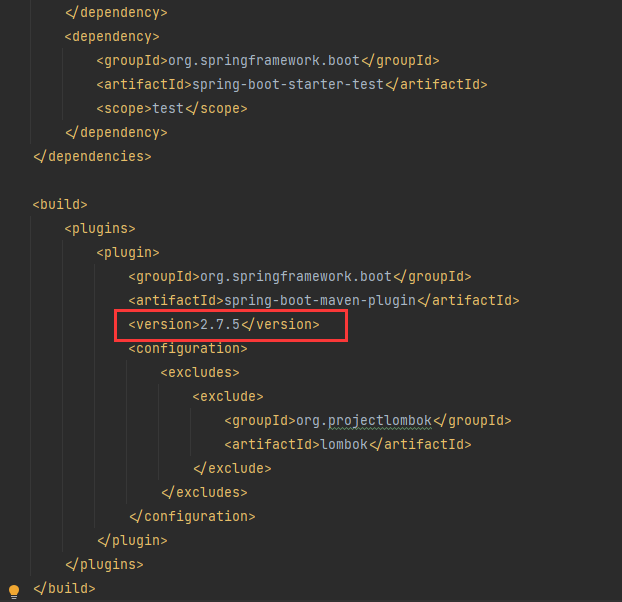 </dependency>
<dependency>
<groupId>org.springframework.boot</groupId>
<artifactId>spring-boot-starter-test</artifactId>
<scope>test</scope>
</dependency>
</dependencies>
<build>
<plugins>
<plugin>
<groupId>org.springframework.boot</groupId>
<artifactId>spring-boot-maven-plugin</artifactId>
<version>2.7.5</version>
<configuration>
<excludes>
<exclude>
<groupId>org.projectlombok</groupId>
<artifactId>lombok</artifactId>
</exclude>
</excludes>
</configuration>
</plugin>
</plugins>
</build>